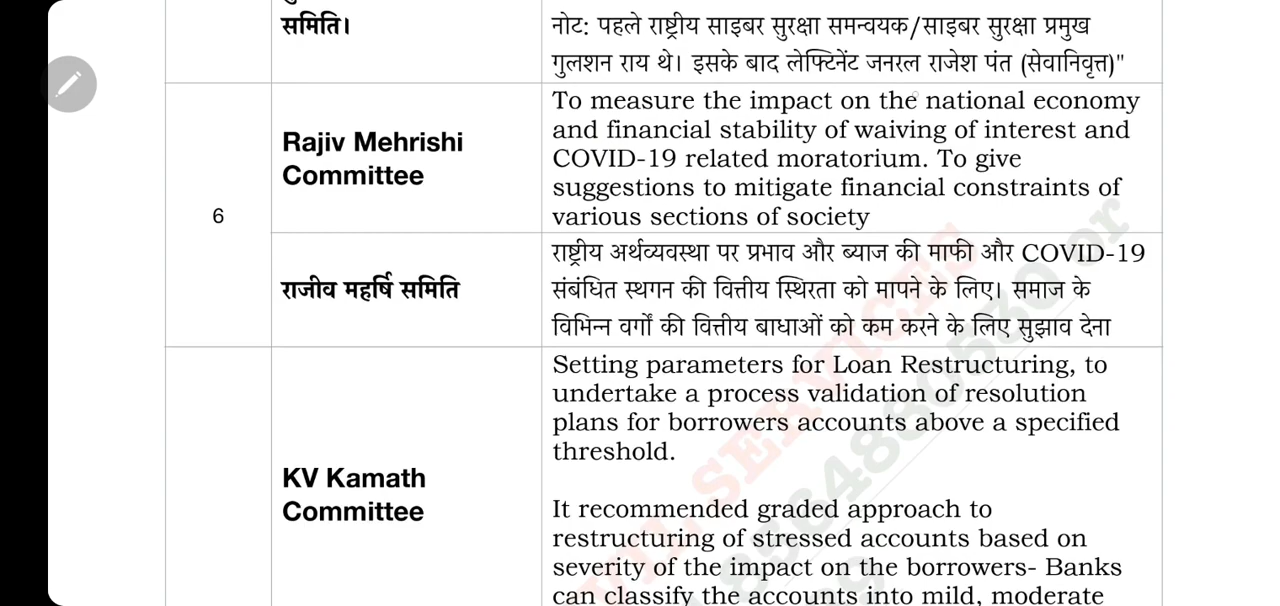 समिति।
नोट: पहले राष्ट्रीय साइबर सुरक्षा समन्वयक/साइबर सुरक्षा प्रमुख
गुलशन राय थे। इसके बाद लेफ्टिनेंट जनरल राजेश पंत (सेवानिवृत्त)"
6
Rajiv Mehrishi
Committee
To measure the impact on the national economy
and financial stability of waiving of interest and
COVID-19 related moratorium. To give
suggestions to mitigate financial constraints of
various sections of society
राजीव महर्षि समिति
राष्ट्रीय अर्थव्यवस्था पर प्रभाव और ब्याज की माफी और COVID-19
संबंधित स्थगन की वित्तीय स्थिरता को मापने के लिए। समाज के
विभिन्न वर्गों की वित्तीय बाधाओं को कम करने के लिए सुझाव देना
KV Kamath
Committee
Setting parameters for Loan Restructuring, to
undertake a process validation of resolution
plans for borrowers accounts above a specified
threshold.
It recommended graded approach to
restructuring of stressed accounts based on
severity of the impact on the borrowers- Banks
can classify the accounts into mild, moderate
SERVICES
or